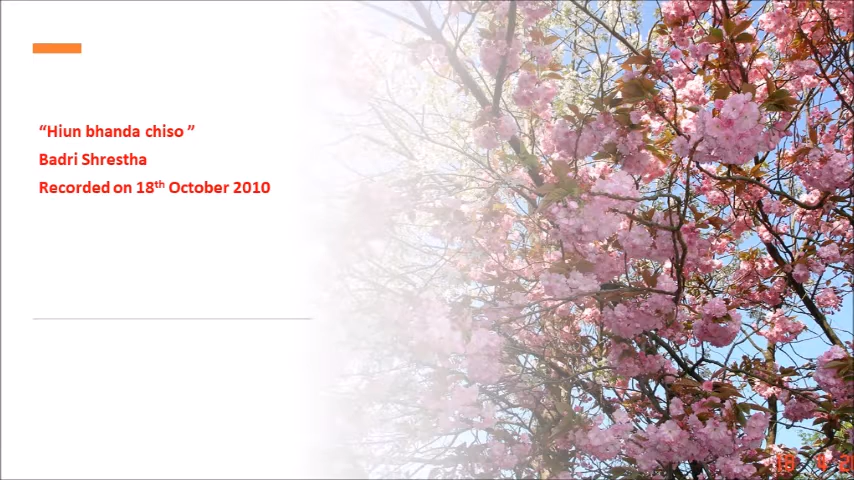 “Hiun bhanda chiso ”
Badri Shrestha
Recorded on 18th October 2010